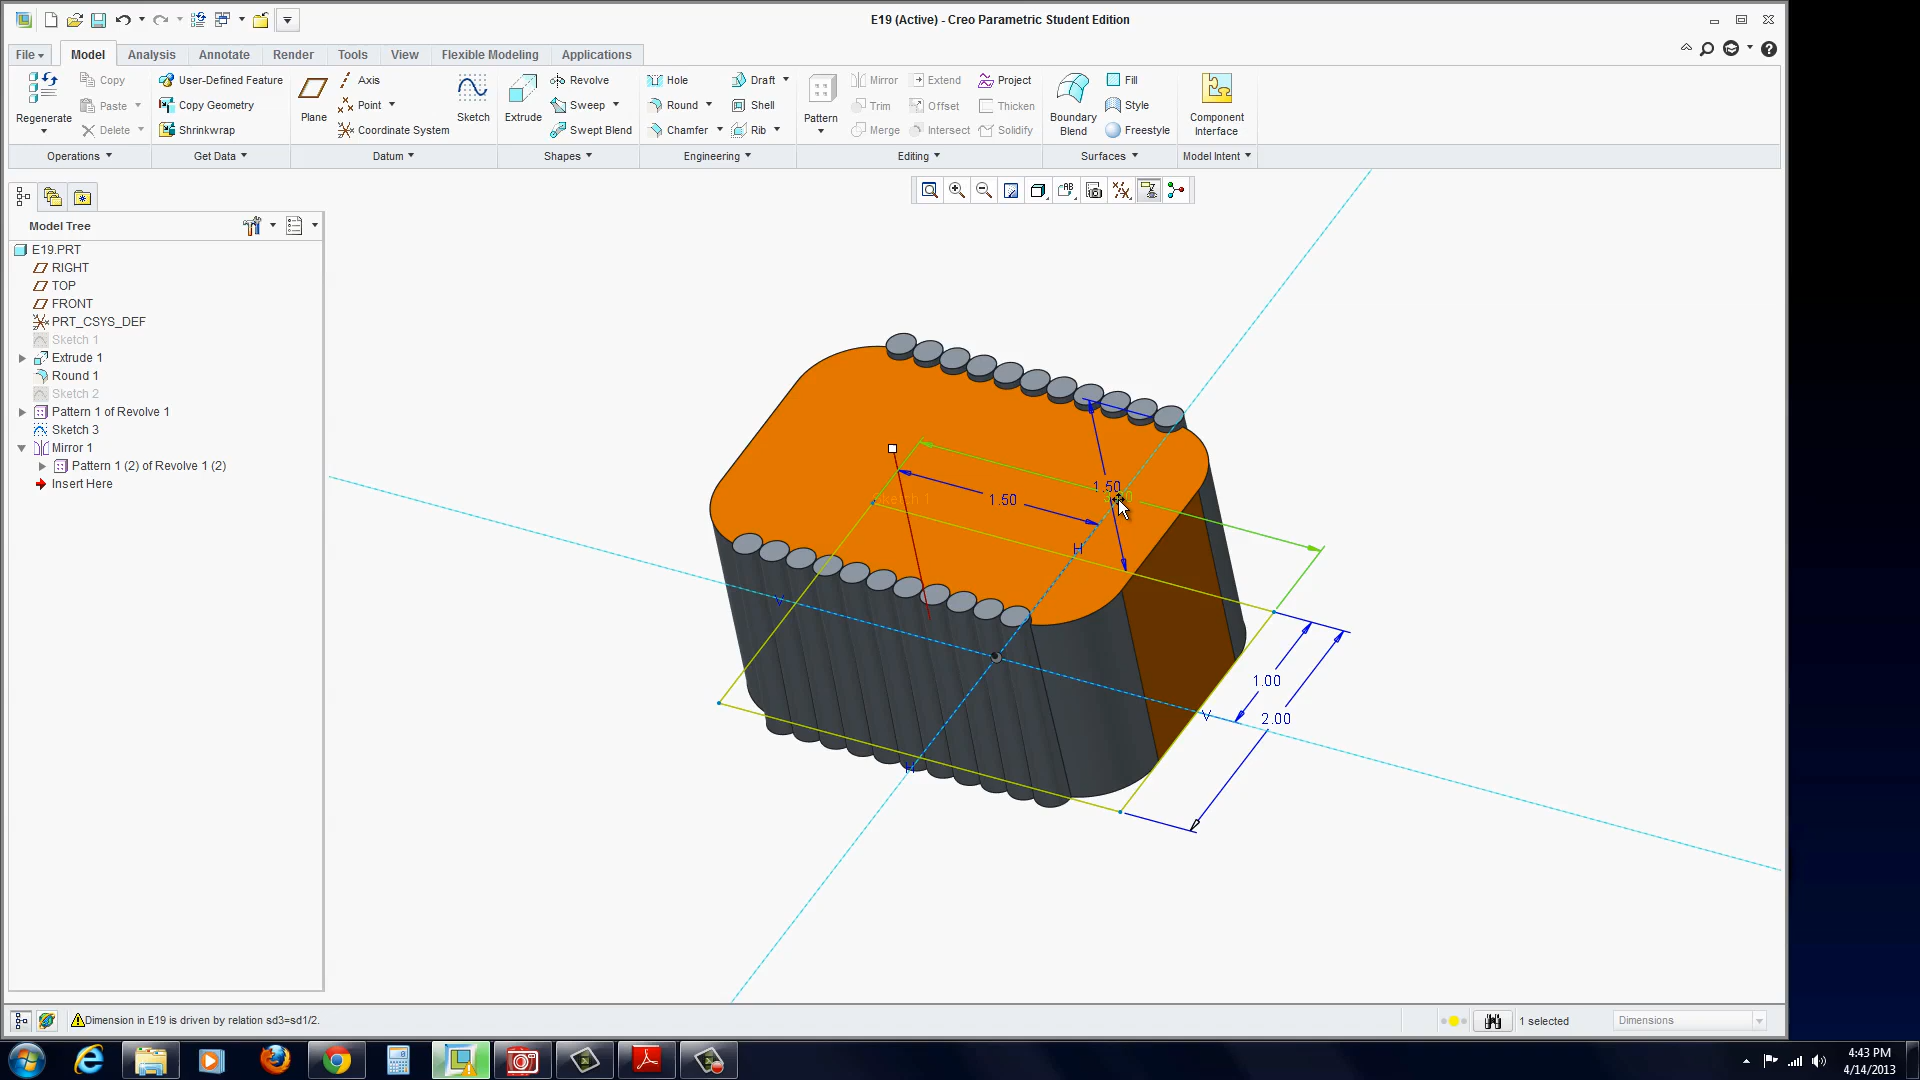 E19 (Active) - Creo Parametric Student Edition
File Model Analysis Annotate Render Tools View Flexible Modeling Applications
Regenerate
Copy
Paste
Delete
Operations
User-Defined Feature
Copy Geometry
Shrinkwrap
Get Data
Plane
Axis
Point
Coordinate System
Sketch
Datum
Extrude
Revolve
Sweep
Swept Blend
Shapes
Hole
Round
Chamfer
Draft
Shell
Rib
Engineering
Pattern
Mirror
Trim
Merge
Extend
Offset
Intersect
Project
Thicken
Solidify
Editing
Boundary
Blend
Fill
Style
Freestyle
Surfaces
Component
Interface
Model Intent
Model Tree
E19.PRT
RIGHT
TOP
FRONT
PRT_CSYS_DEF
Sketch 1
Extrude 1
Round 1
Sketch 2
Pattern 1 of Revolve 1
Sketch 3
Mirror 1
Pattern 1 (2) of Revolve 1 (2)
Insert Here
1.50
Sketch 1
1.50
H
V
1.00
V
2.00
H
Dimension in E19 is driven by relation sd3=sd1/2.
1 selected
Dimensions
4:43 PM
4/14/2013